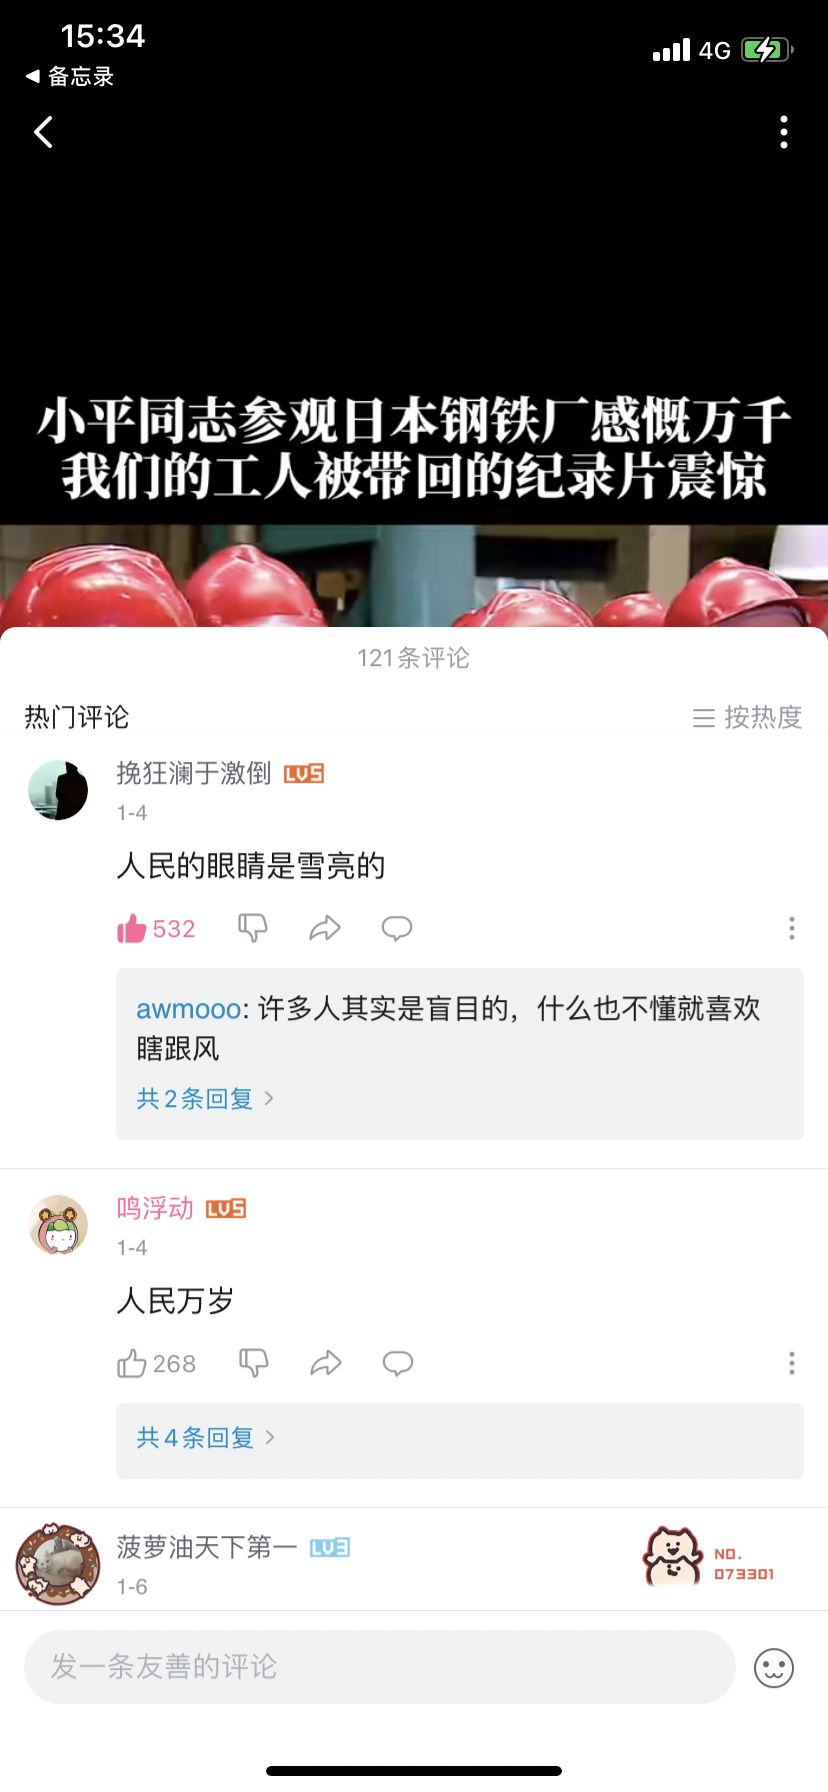 15:34
4G
备忘录
小平同志参观日本钢铁厂感慨万千
我们的工人被带回的纪录片震惊
121条评论
热门评论
按热度
挽狂澜于激倒 LV5
1-4
人民的眼睛是雪亮的
532
awmooo: 许多人其实是盲目的，什么也不懂就喜欢
瞎跟风
共2条回复
鸣浮动 LV5
1-4
人民万岁
268
共4条回复
菠萝油天下第一 LV3
1-6
NO.
073301
发一条友善的评论